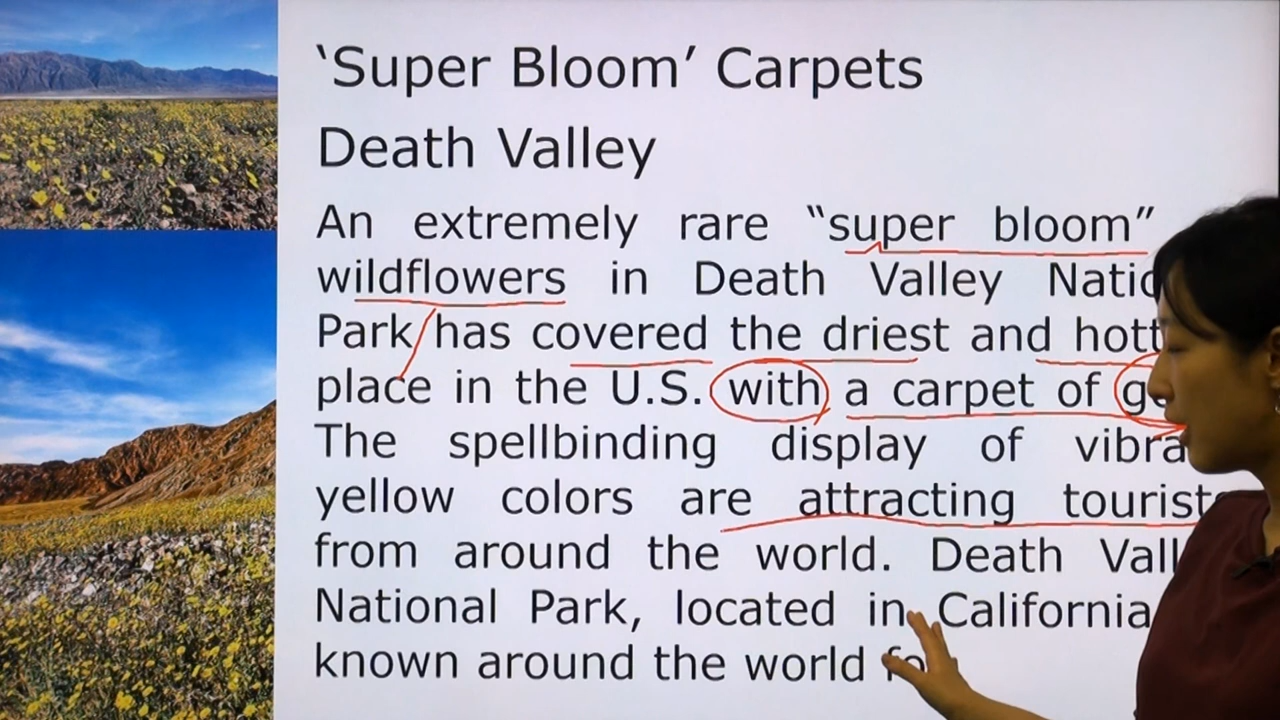 ‘Super Bloom’ Carpets
Death Valley
An extremely rare “super bloom”
wildflowers in Death Valley
Park has covered the driest and
place in the U.S. with a carpet of
The spellbinding display of
yellow colors are attracting tourists
from around the world. Death
National Park, located in California
known around the world